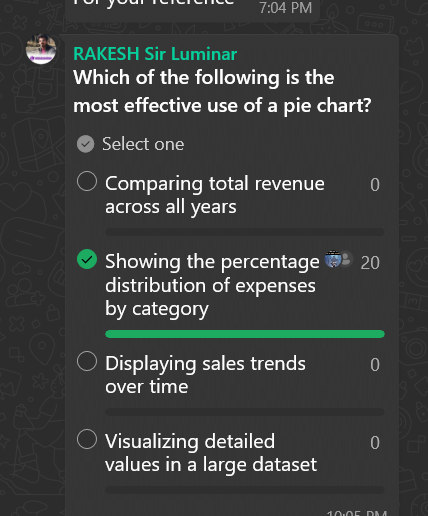 For your reference
7:04 PM
RAKESH Sir Luminar
Which of the following is the
most effective use of a pie chart?
Select one
Comparing total revenue
across all years
0
Showing the percentage
distribution of expenses
by category
20
Displaying sales trends
over time
0
Visualizing detailed
values in a large dataset
0
10:05 PM